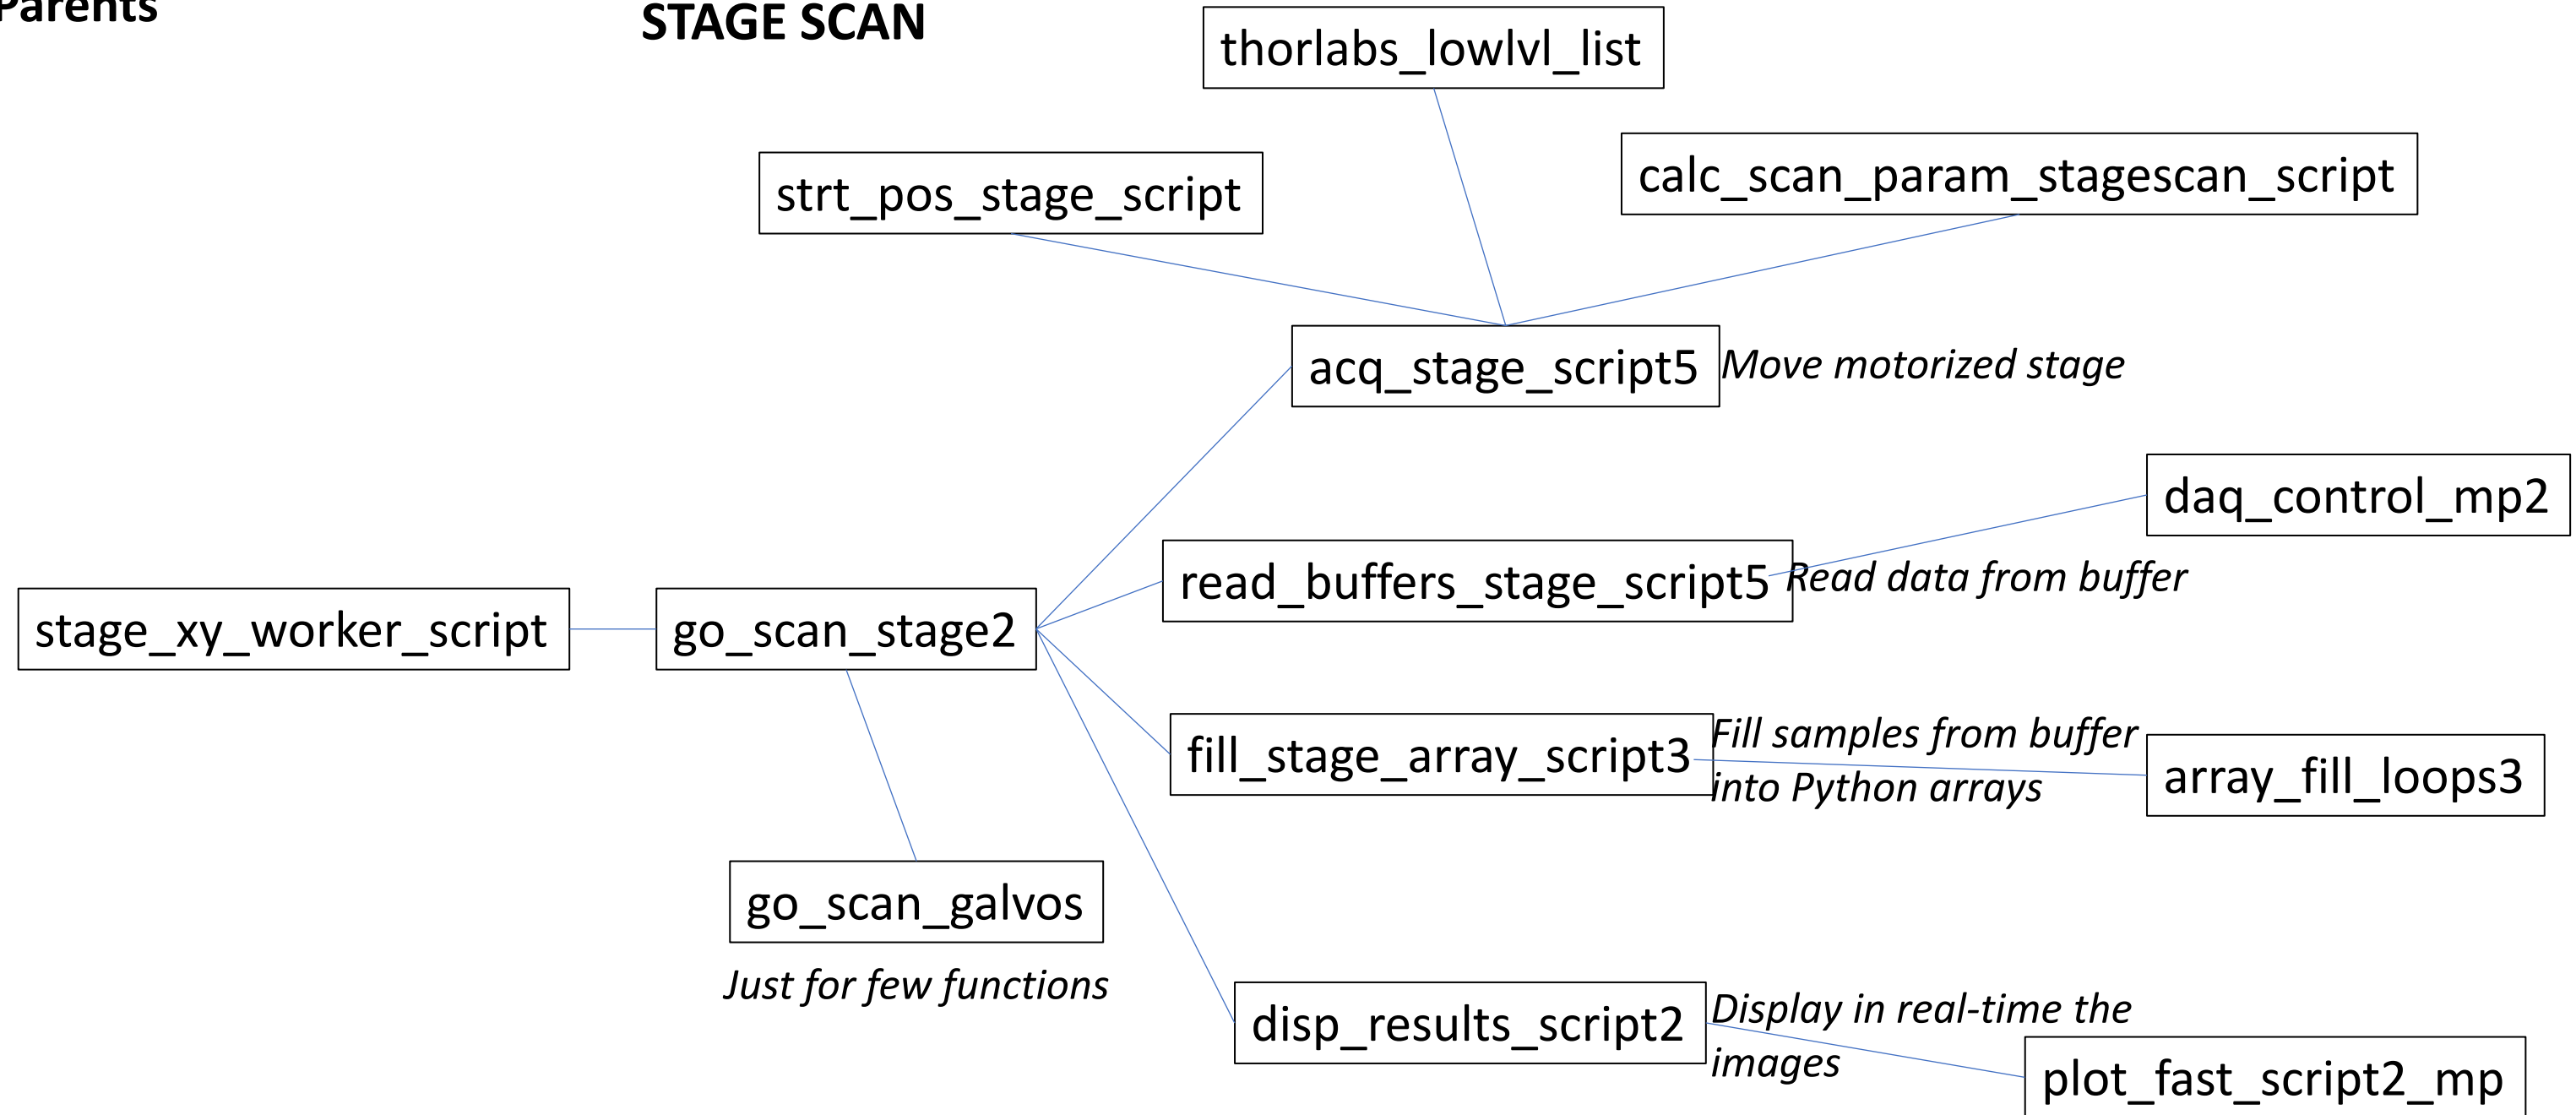 Parents
STAGE SCAN
thorlabs_lowlvl_list
strt_pos_stage_script
calc_scan_param_stagescan_script
acq_stage_script5
Move motorized stage
daq_control_mp2
read_buffers_stage_script5
Read data from buffer
stage_xy_worker_script
go_scan_stage2
fill_stage_array_script3
Fill samples from buffer
into Python arrays
array_fill_loops3
go_scan_galvos
Just for few functions
disp_results_script2
Display in real-time the
images
plot_fast_script2_mp